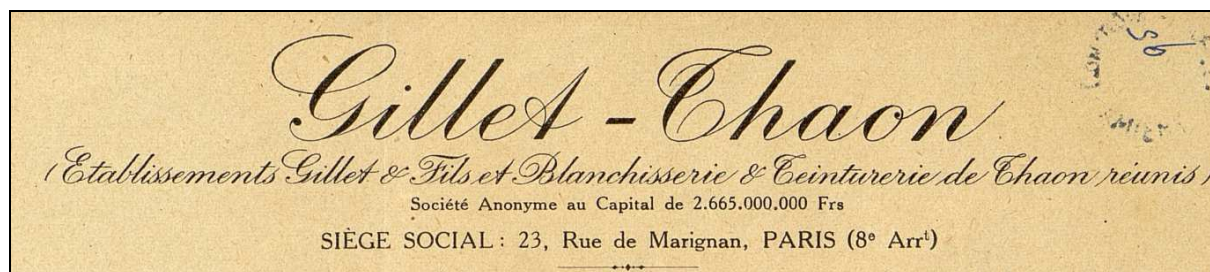 Gillet - Thaon
(Etablissements Gillet & Fils et Blanchisserie & Teinturerie de Thaon réunis)
Société Anonyme au Capital de 2.665.000.000 Frs
SIÈGE SOCIAL : 23, Rue de Marignan, PARIS (8ᵉ Arrᵗ)